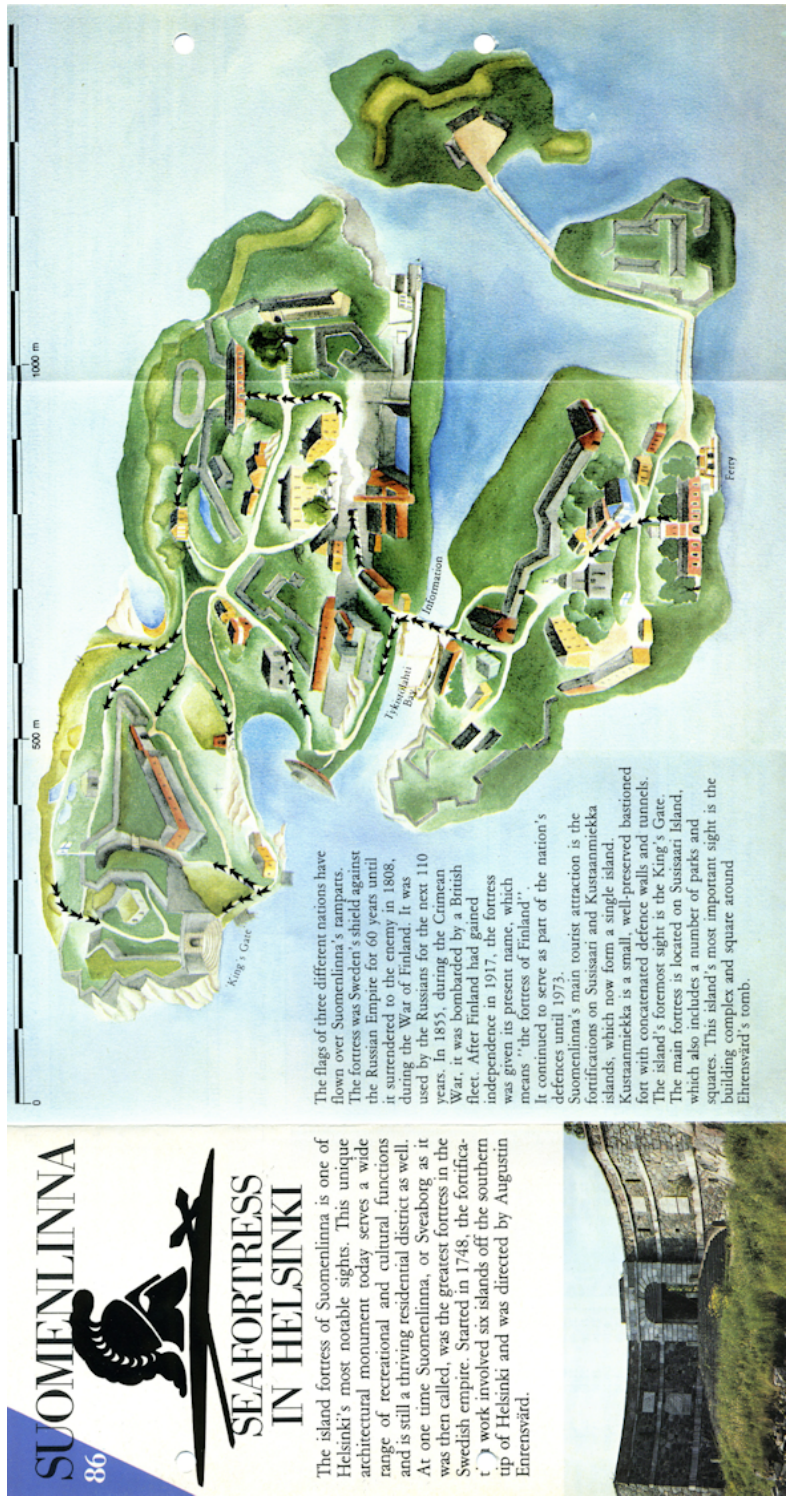 SUOMENLINNA
86
SEAFORTRESS
IN HELSINKI
The island fortress of Suomenlinna is one of
Helsinki's most notable sights. This unique
architectural monument today serves a wide
range of recreational and cultural functions
and is still a thriving residential district as well.
At one time Suomenlinna, or Sveaborg as it
was then called, was the greatest fortress in the
Swedish empire. Started in 1748, the fortifica-
work involved six islands off the southern
tip of Helsinki and was directed by Augustin
Enrensvärd.
0
500 m
1000 m
King's Gate
Tykistölahti
Bay
Information
Ferry
The flags of three different nations have
flown over Suomenlinna's ramparts.
The fortress was Sweden's shield against
the Russian Empire for 60 years until
it surrendered to the enemy in 1808,
during the War of Finland. It was
used by the Russians for the next 110
years. In 1855, during the Crimean
War, it was bombarded by a British
fleet. After Finland had gained
independence in 1917, the fortress
was given its present name, which
means "the fortress of Finland".
It continued to serve as part of the nation's
defences until 1973.
Suomenlinna's main tourist attraction is the
fortifications on Susisaari and Kustaanmiekka
islands, which now form a single island.
Kustaanmiekka is a small, well-preserved bastioned
fort with concatenated defence walls and tunnels.
The island's foremost sight is the King's Gate.
The main fortress is located on Susisaari Island,
which also includes a number of parks and
squares. This island's most important sight is the
building complex and square around
Ehrensvärd's tomb.